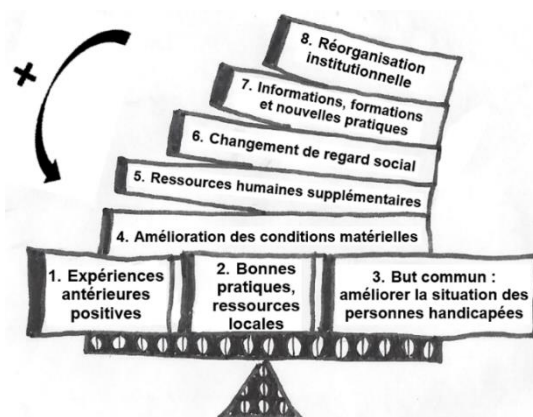 8. Réorganisation
institutionnelle
7. Informations, formations
et nouvelles pratiques
6. Changement de regard social
5. Ressources humaines supplémentaires
4. Amélioration des conditions matérielles
1. Expériences
antérieures
positives
2. Bonnes
pratiques,
ressources
locales
3. But commun :
améliorer la situation des
personnes handicapées
+